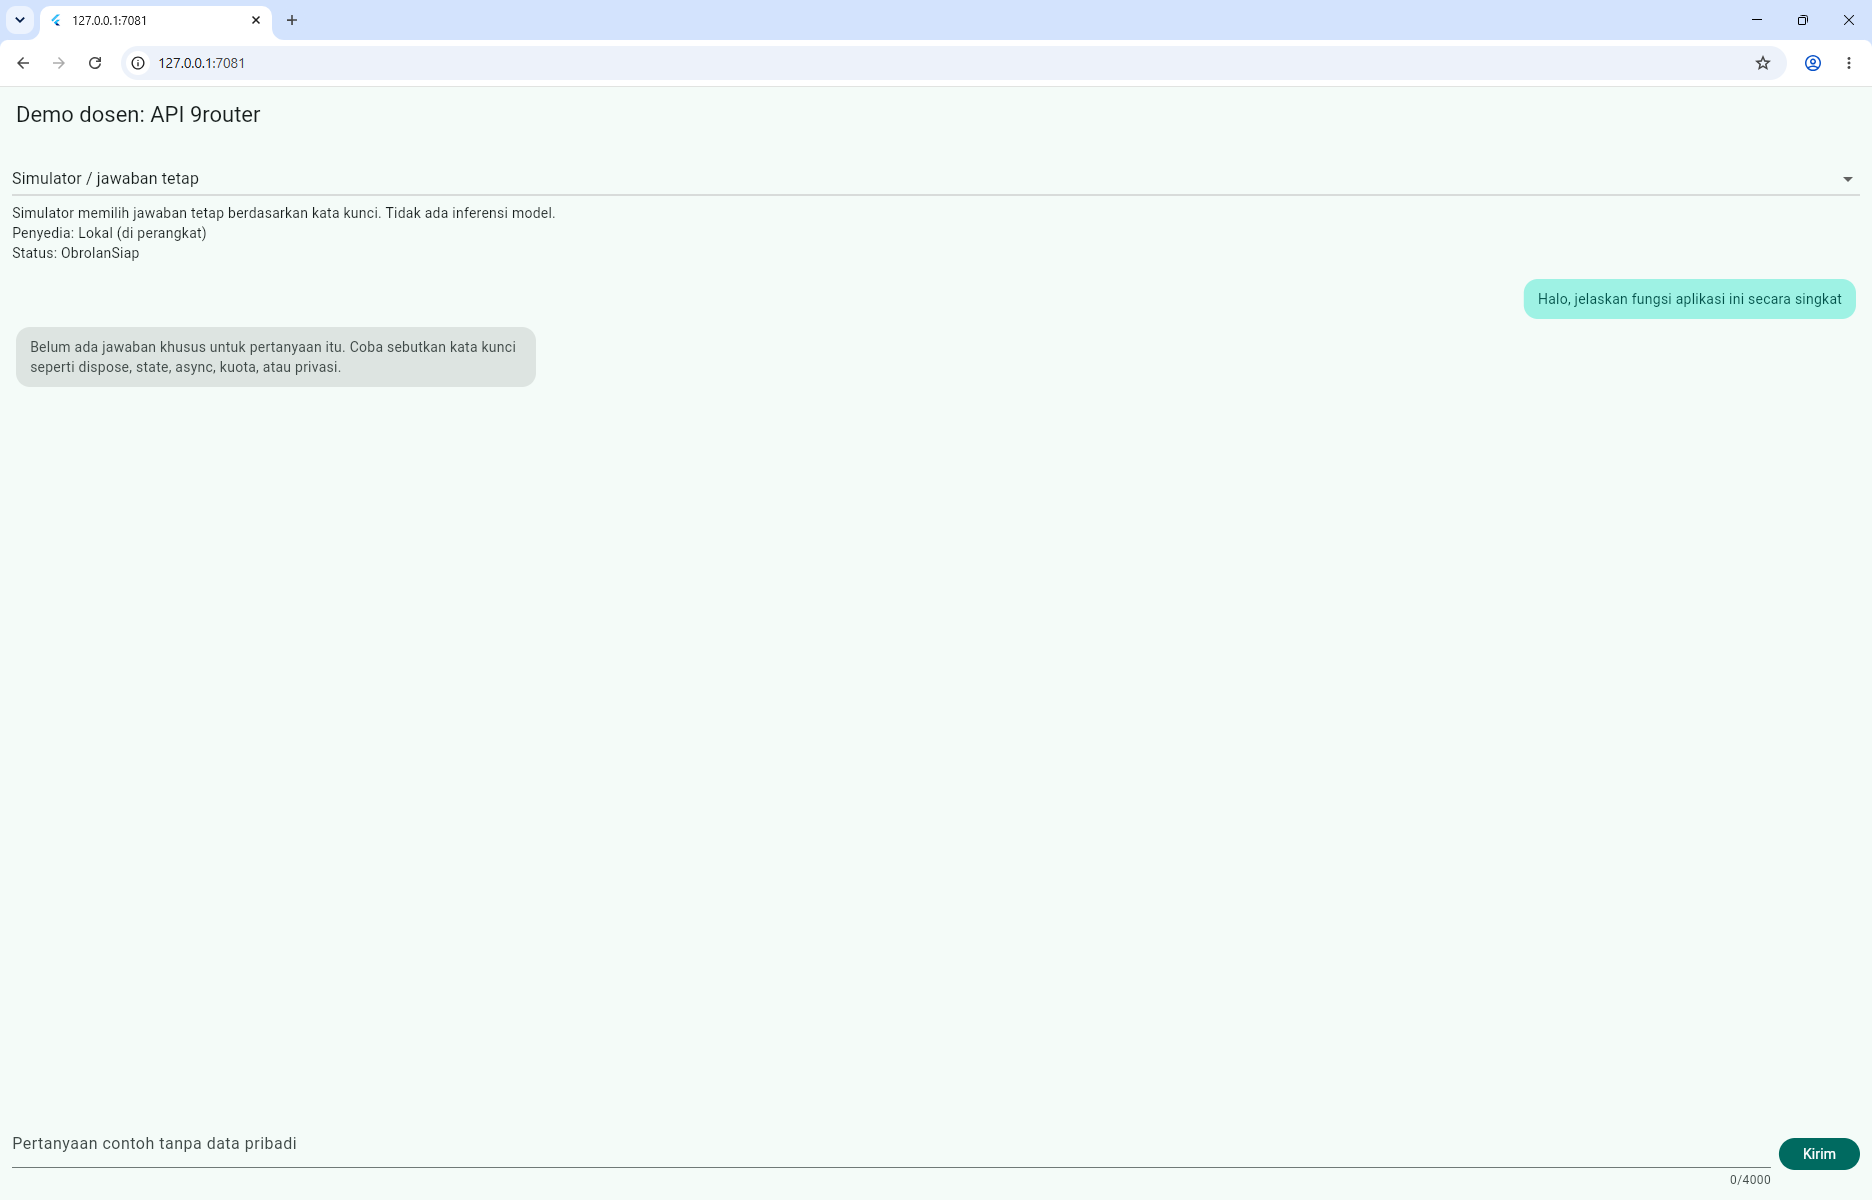 127.0.0.1:7081
127.0.0.1:7081
Demo dosen: API 9router
Simulator / jawaban tetap
Simulator memilih jawaban tetap berdasarkan kata kunci. Tidak ada inferensi model.
Penyedia: Lokal (di perangkat)
Status: ObrolanSiap
Halo, jelaskan fungsi aplikasi ini secara singkat
Belum ada jawaban khusus untuk pertanyaan itu. Coba sebutkan kata kunci
seperti dispose, state, async, kuota, atau privasi.
Pertanyaan contoh tanpa data pribadi
Kirim
0/4000